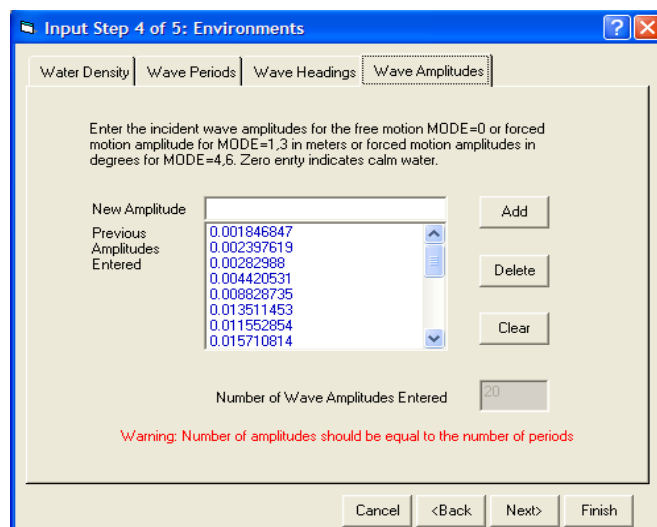 Input Step 4 of 5: Environments
Water Density
Wave Periods
Wave Headings
Wave Amplitudes
Enter the incident wave amplitudes for the free motion MODE=0 or forced
motion amplitude for MODE=1,3 in meters or forced motion amplitudes in
degrees for MODE=4,6. Zero enrty indicates calm water.
New Amplitude
Add
Previous
Amplitudes
Entered
0.001846847
0.002397619
0.00282988
0.004420531
0.008828735
0.013511453
0.011552854
0.015710814
Delete
Clear
Number of Wave Amplitudes Entered
20
Warning: Number of amplitudes should be equal to the number of periods
Cancel
<Back
Next>
Finish